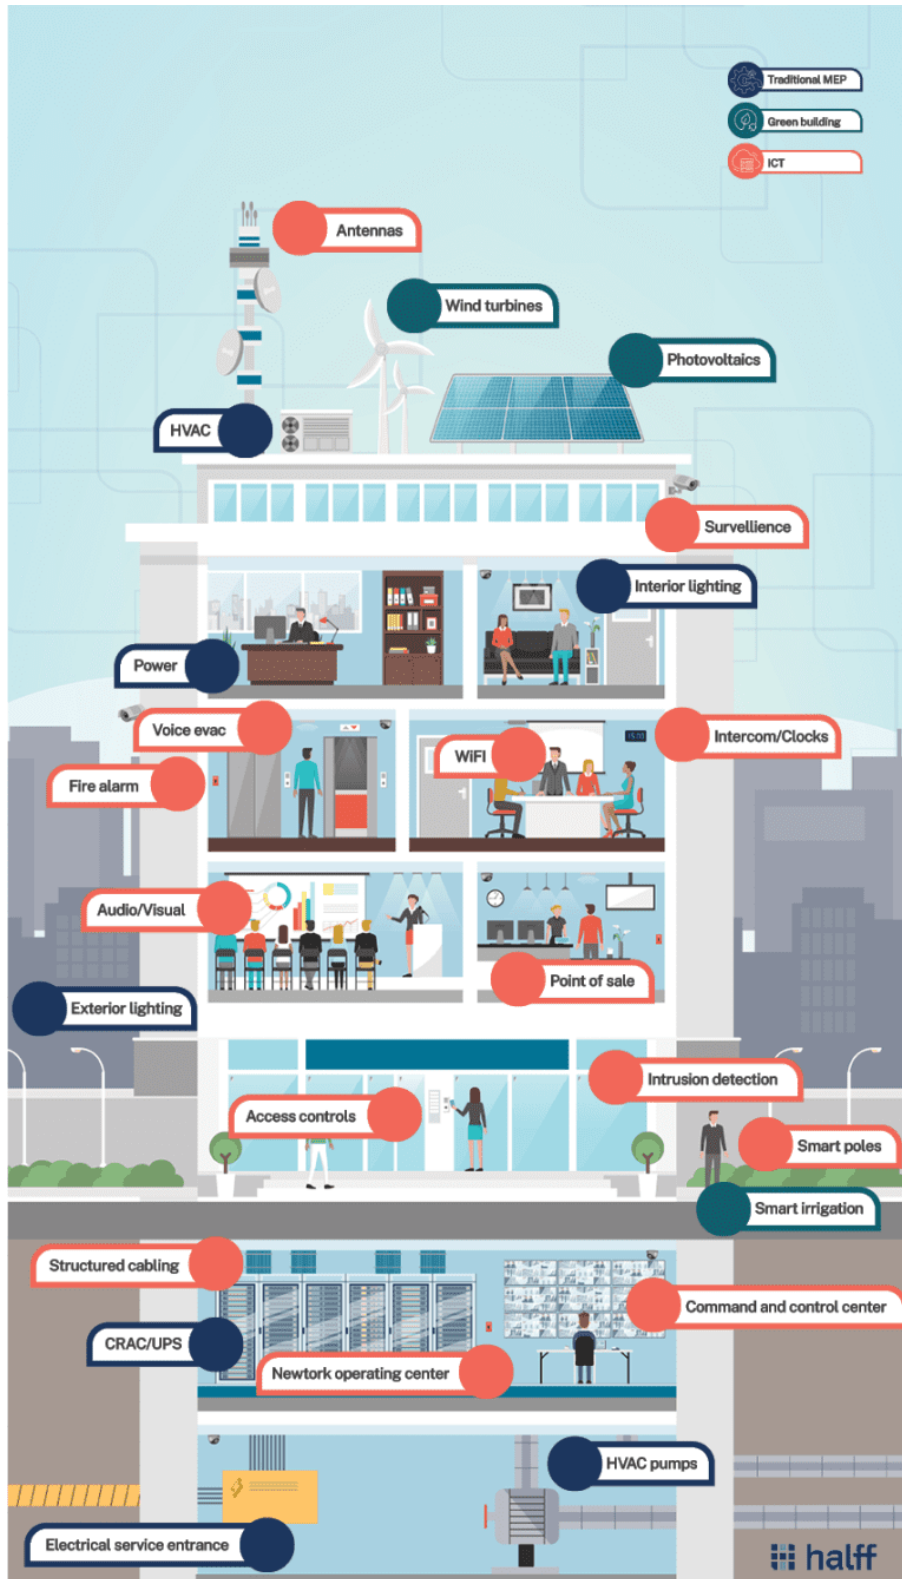 Traditional MEP
Green building
ICT
Antennas
Wind turbines
Photovoltaics
HVAC
Survellience
Interior lighting
Power
Voice evac
Intercom/Clocks
WiFI
Fire alarm
Audio/Visual
Point of sale
Exterior lighting
Intrusion detection
Access controls
Smart poles
Smart irrigation
Structured cabling
Command and control center
CRAC/UPS
Newtork operating center
HVAC pumps
Electrical service entrance
halff